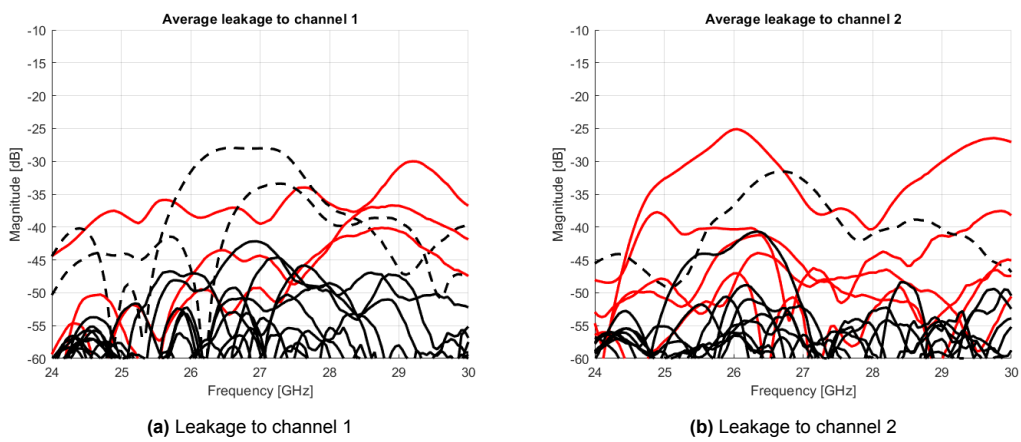 Average leakage to channel 1
-10
-15
-20
-25
-30
-35
-40
-45
-50
-55
-60
Magnitude [dB]
24 25 26 27 28 29 30
Frequency [GHz]
(a) Leakage to channel 1
Average leakage to channel 2
-10
-15
-20
-25
-30
-35
-40
-45
-50
-55
-60
Magnitude [dB]
24 25 26 27 28 29 30
Frequency [GHz]
(b) Leakage to channel 2